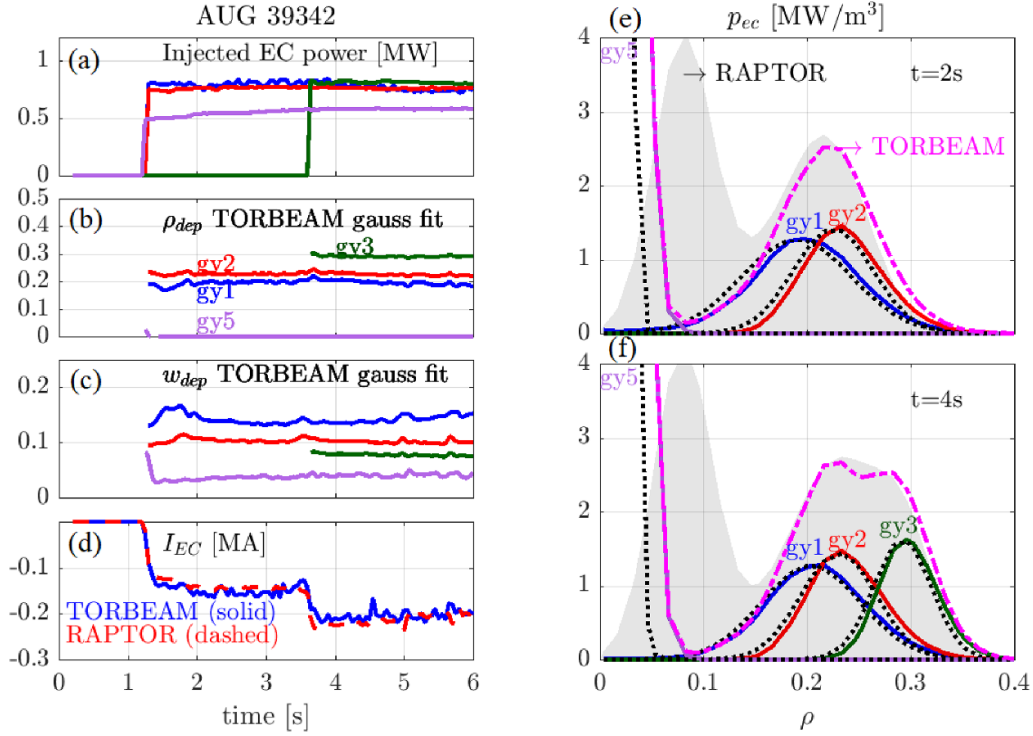 AUG 39342
(a)
Injected EC power [MW]
1
0.5
0
(b)
ρdep TORBEAM gauss fit
0.5
0.4
0.3
0.2
0.1
0
gy3
gy2
gy1
gy5
(c)
wdep TORBEAM gauss fit
0.2
0.1
0
(d)
IEC [MA]
-0.1
-0.2
-0.3
TORBEAM (solid)
RAPTOR (dashed)
0 1 2 3 4 5 6
time [s]
(e)
pec [MW/m³]
4
3
2
1
0
gy5
→ RAPTOR
t=2s
→ TORBEAM
gy1
gy2
(f)
4
3
2
1
0
gy5
t=4s
gy1
gy2
gy3
0 0.1 0.2 0.3 0.4
ρ